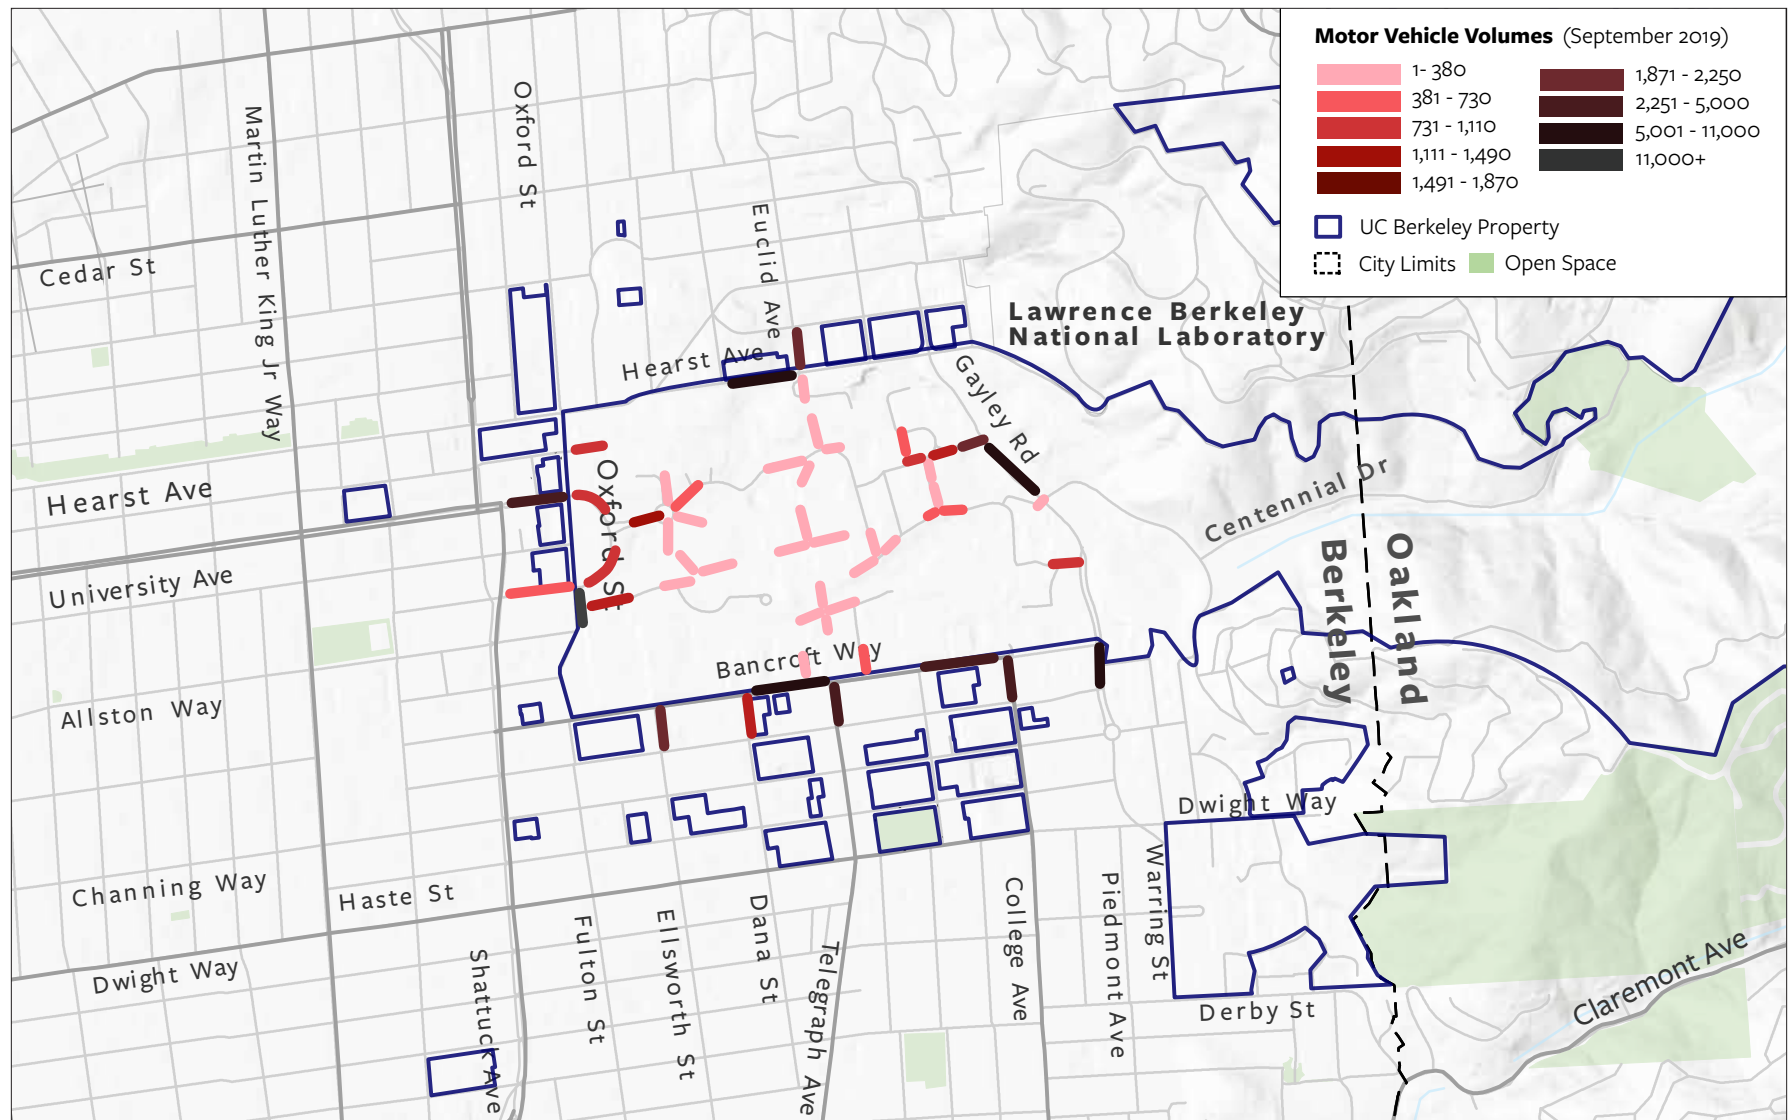 Motor Vehicle Volumes (September 2019)
1- 380
381 - 730
731 - 1,110
1,111 - 1,490
1,491 - 1,870
1,871 - 2,250
2,251 - 5,000
5,001 - 11,000
11,000+
UC Berkeley Property
City Limits
Open Space
Oxford St
Martin Luther King Jr Way
Cedar St
Euclid Ave
Lawrence Berkeley
National Laboratory
Hearst Ave
Gayley Rd
Hearst Ave
Oxford St
Centennial Dr
University Ave
Berkeley
Oakland
Bancroft Way
Allston Way
Dwight Way
Channing Way
Haste St
Dwight Way
Shattuck Ave
Fulton St
Ellsworth St
Dana St
Telegraph Ave
College Ave
Piedmont Ave
Warring St
Derby St
Claremont Ave